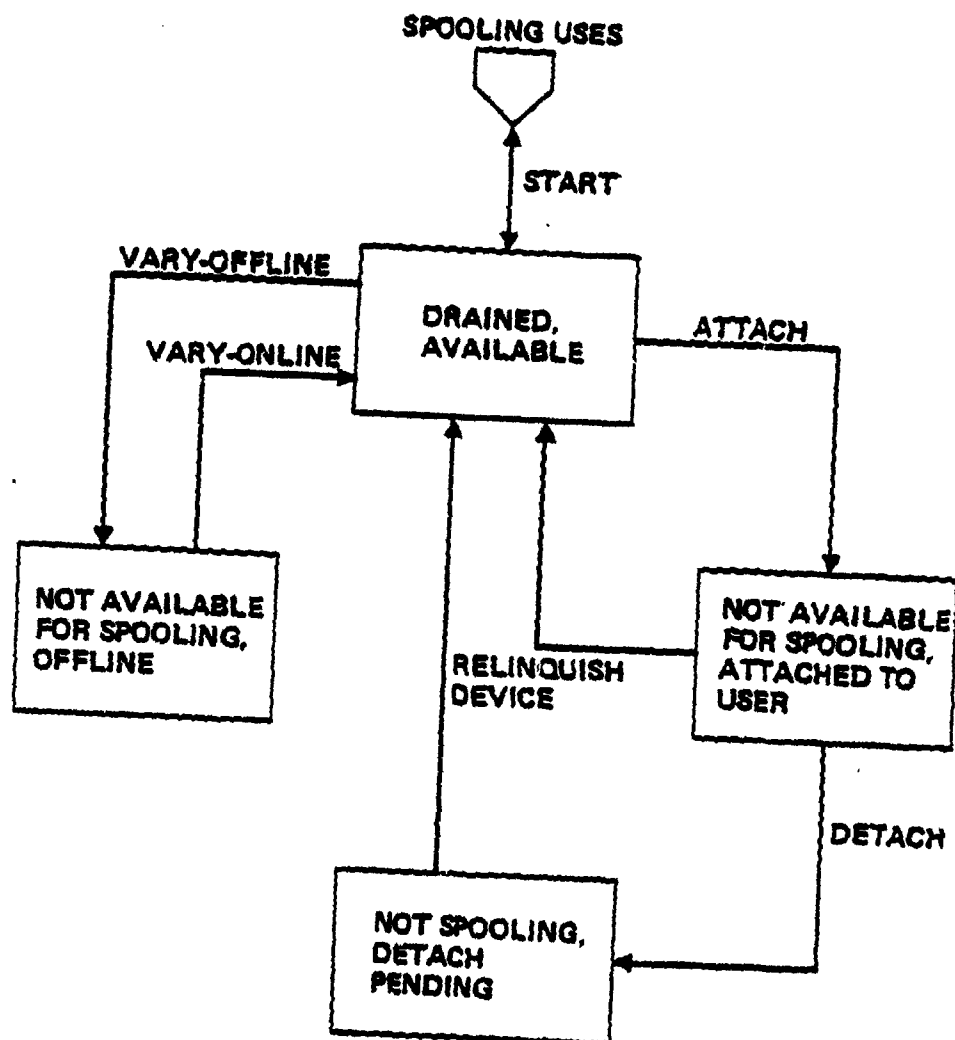 SPOOLING USES
START
VARY-OFFLINE
DRAINED,
AVAILABLE
ATTACH
VARY-ONLINE
NOT AVAILABLE
FOR SPOOLING,
OFFLINE
NOT AVAILABLE
FOR SPOOLING,
ATTACHED TO
USER
RELINQUISH
DEVICE
DETACH
NOT SPOOLING,
DETACH
PENDING